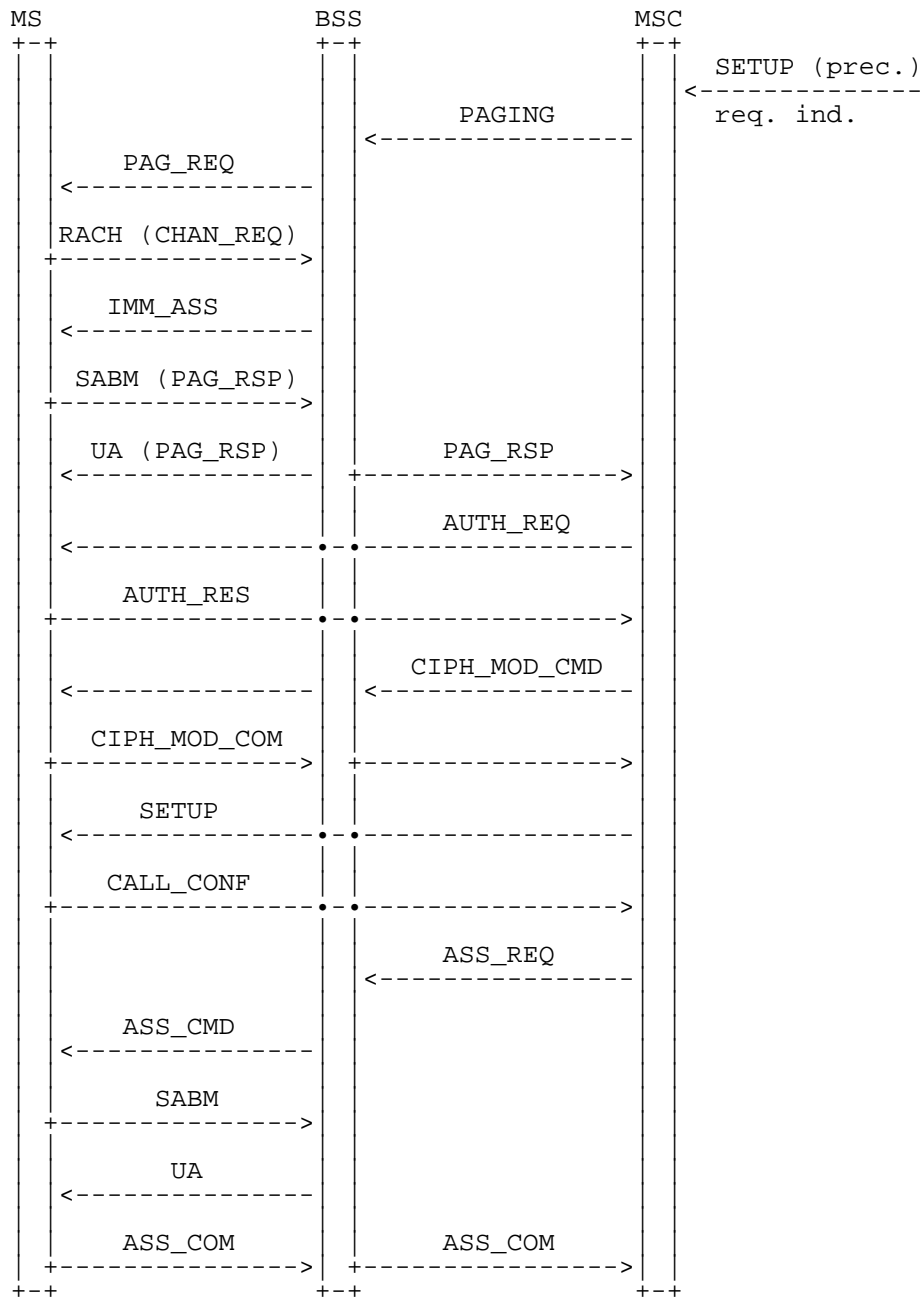 MS BSS MSC
SETUP (prec.)
PAGING req. ind.
PAG_REQ
RACH (CHAN_REQ)
IMM_ASS
SABM (PAG_RSP)
UA (PAG_RSP) PAG_RSP
AUTH_REQ
AUTH_RES
CIPH_MOD_CMD
CIPH_MOD_COM
SETUP
CALL_CONF
ASS_REQ
ASS_CMD
SABM
UA
ASS_COM ASS_COM